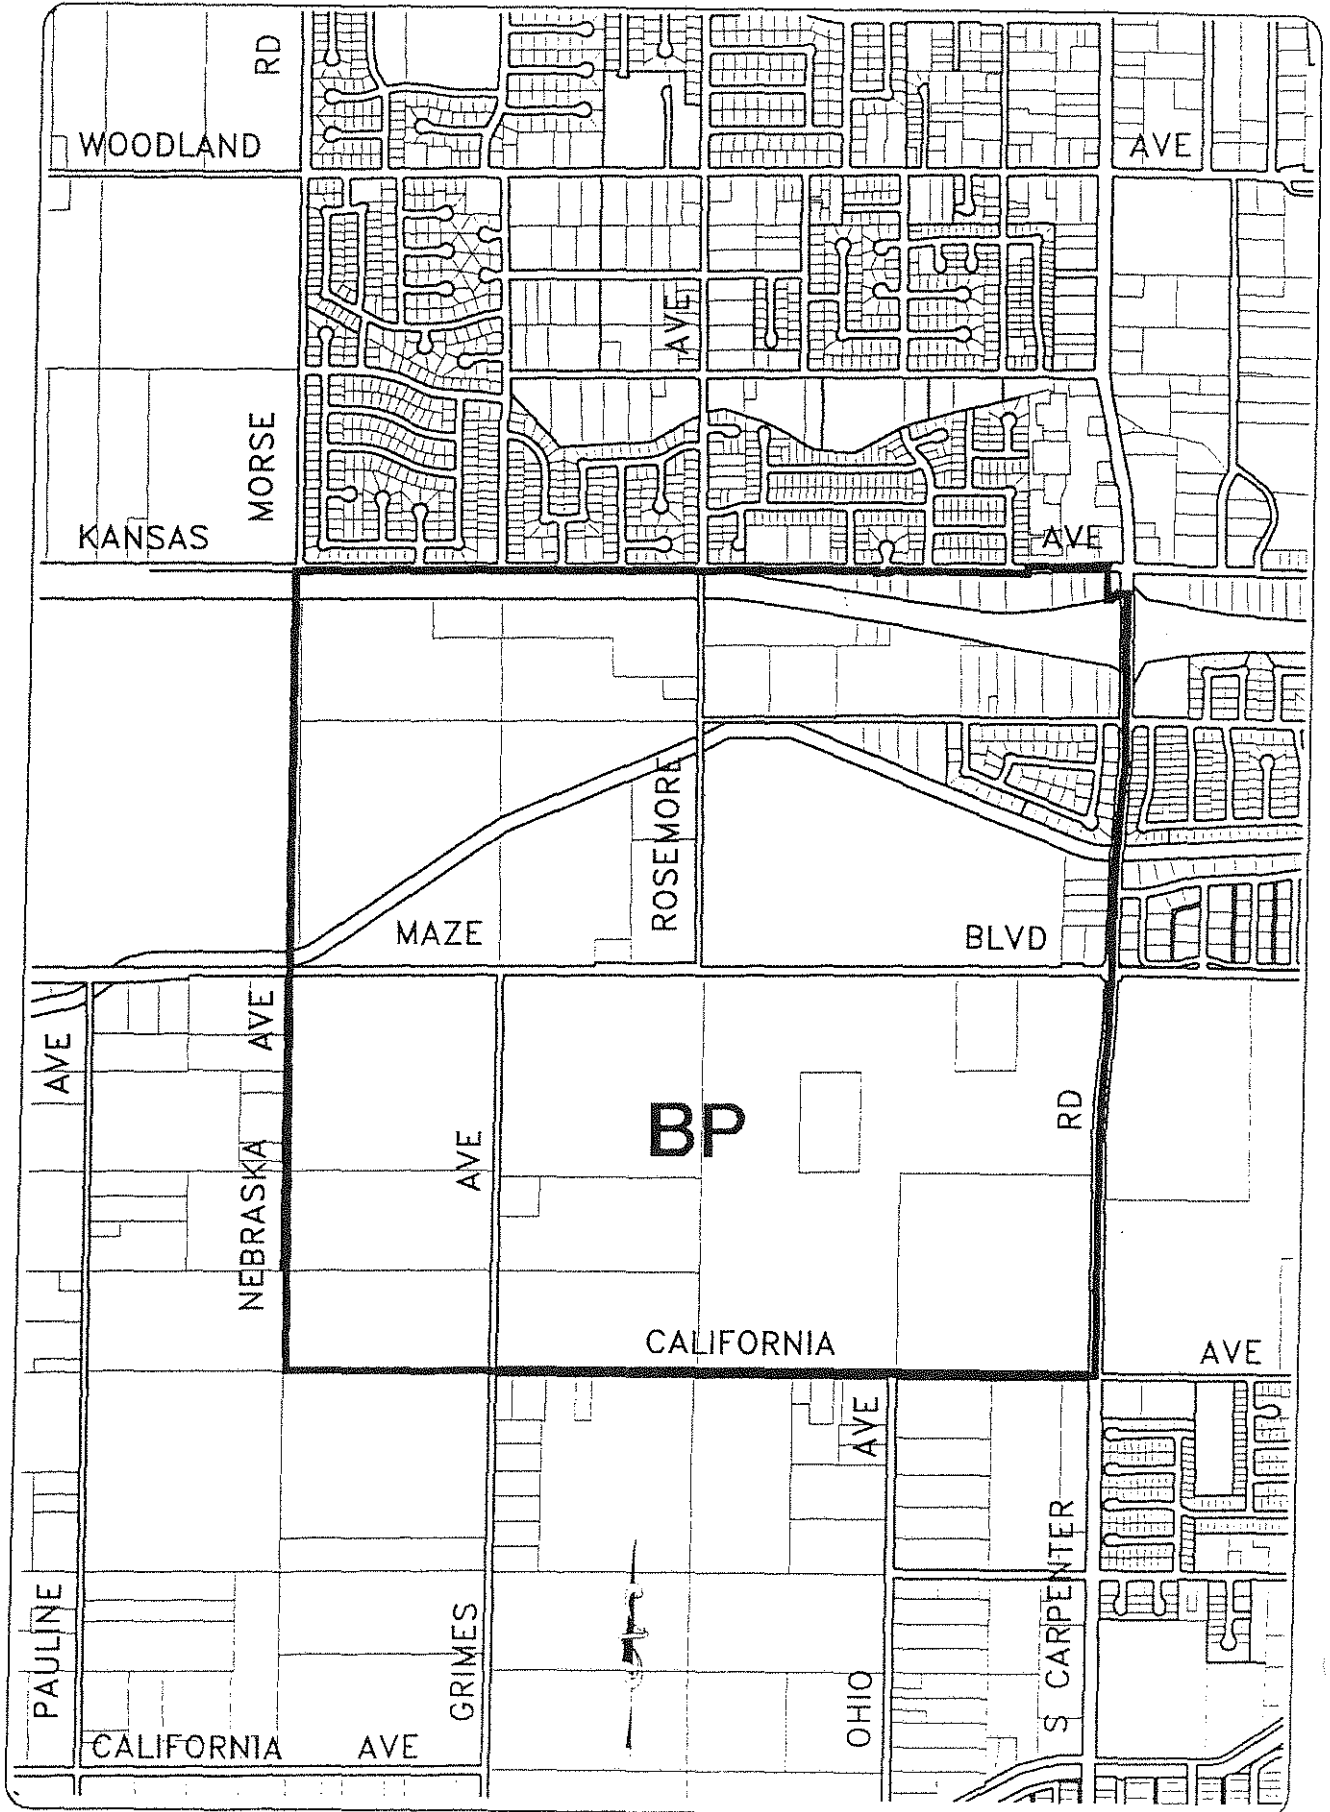 RD
WOODLAND AVE
AVE
MORSE
KANSAS AVE
ROSEMORE
MAZE BLVD
AVE
AVE
BP
RD
AVE
NEBRASKA
CALIFORNIA AVE
AVE
S CARPENTER
PAULINE
GRIMES
OHIO
CALIFORNIA AVE